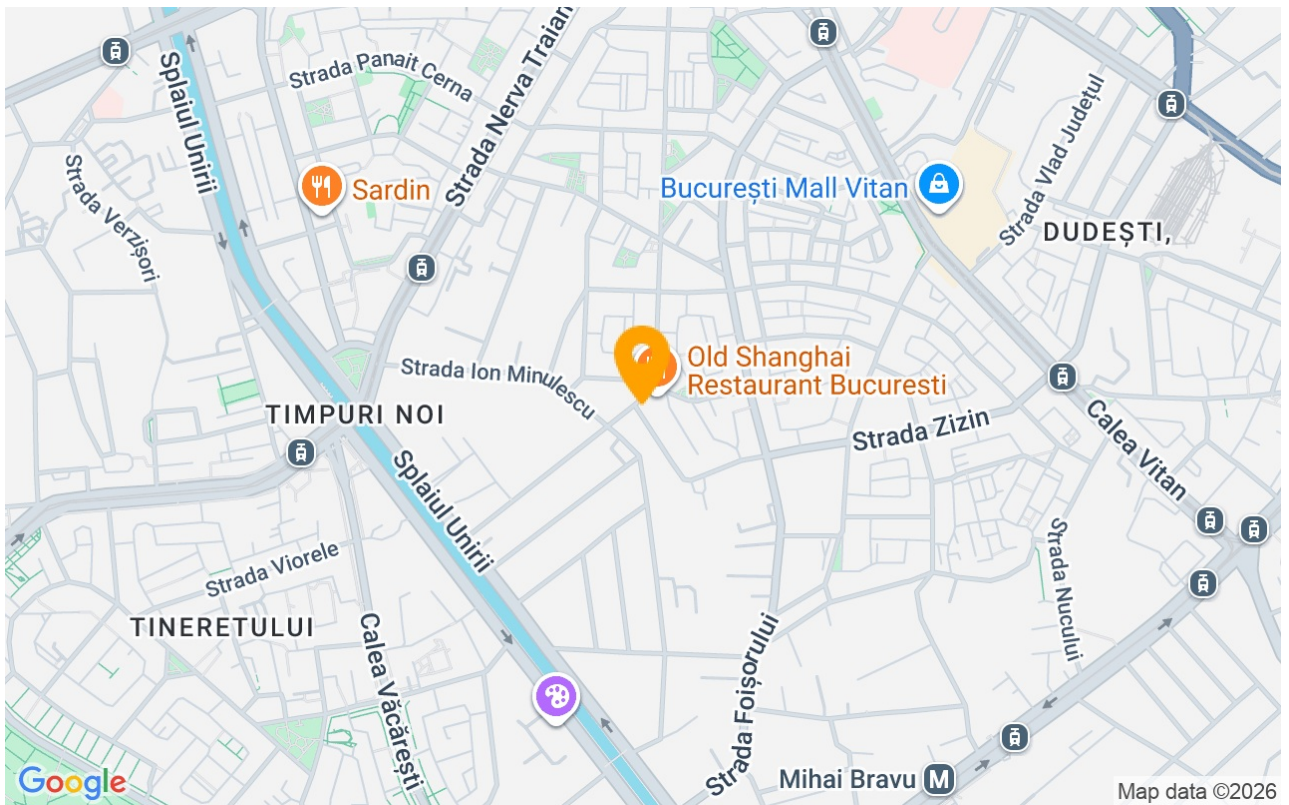 Strada Panait Cerna
Strada Nerva Traian
Splaiul Unirii
Strada Verzișori
Sardin
București Mall Vitan
Strada Vlad Județul
DUDEȘTI,
Strada Ion Minulescu
Old Shanghai
Restaurant Bucuresti
TIMPURI NOI
Strada Zizin
Calea Vitan
Splaiul Unirii
Strada Viorele
Strada Nucului
TINERETULUI
Calea Văcărești
Strada Foișorului
Mihai Bravu M
Google
Map data ©2026